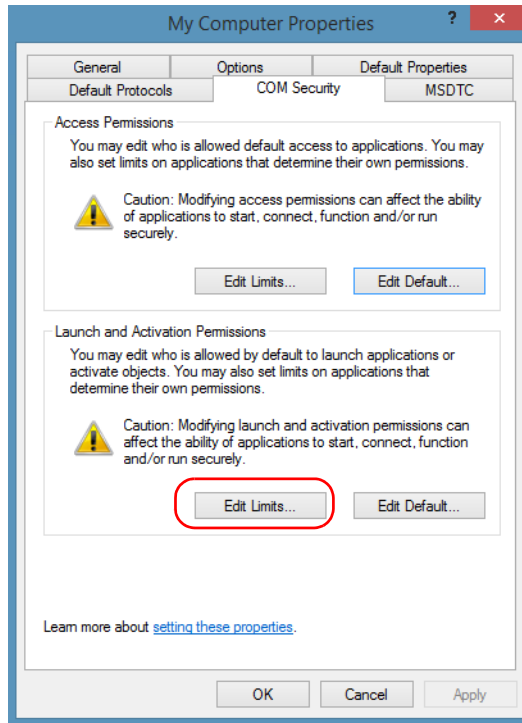 My Computer Properties ? ×
General Options Default Properties
Default Protocols COM Security MSDTC
Access Permissions
You may edit who is allowed default access to applications. You may
also set limits on applications that determine their own permissions.
Caution: Modifying access permissions can affect the ability
of applications to start, connect, function and/or run
securely.
Edit Limits... Edit Default...
Launch and Activation Permissions
You may edit who is allowed by default to launch applications or
activate objects. You may also set limits on applications that
determine their own permissions.
Caution: Modifying launch and activation permissions can
affect the ability of applications to start, connect, function
and/or run securely.
Edit Limits... Edit Default...
Learn more about setting these properties.
OK Cancel Apply